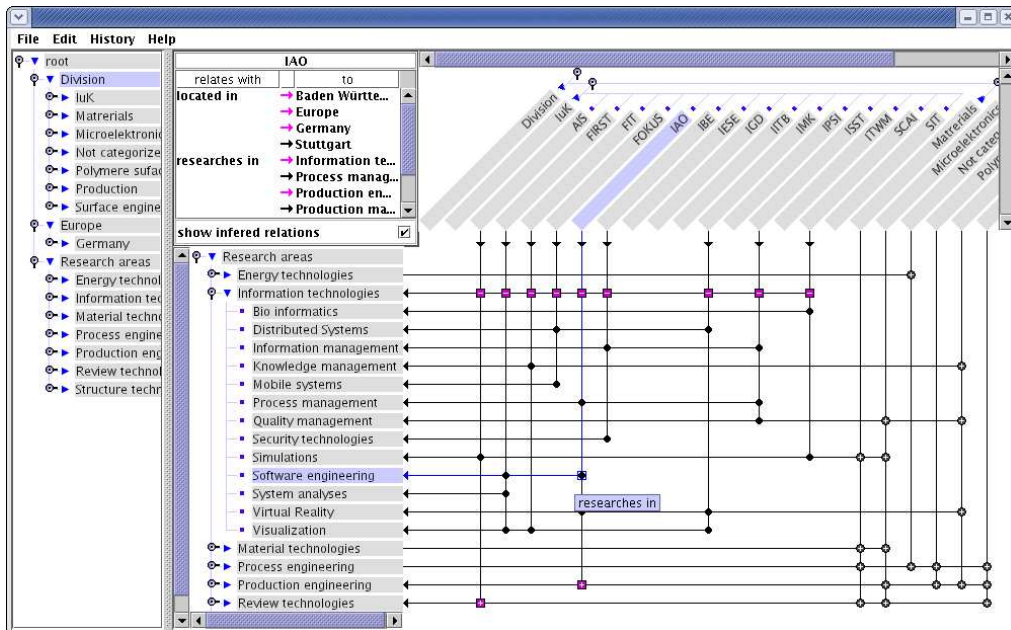 File Edit History Help
root
Division
IuK
Matrerials
Microelektronic
Not categorize
Polymere sufac
Production
Surface engine
Europe
Germany
Research areas
Energy technol
Information tec
Material techno
Process engine
Production eng
Review technol
Structure techr
IAO
relates with to
located in Baden Württe...
Europe
Germany
Stuttgart
researches in Information te...
Process manag...
Production en...
Production ma...
show infered relations
Division
IuK
AIS
FIRST
FIT
FOKUS
IAO
IBE
IESE
IGD
IITB
IMK
IPSI
ISST
ITWM
SCAI
SIT
Matrerials
Microelektronics
Not categ
Polym
Research areas
Energy technologies
Information technologies
Bio informatics
Distributed Systems
Information management
Knowledge management
Mobile systems
Process management
Quality management
Security technologies
Simulations
Software engineering
System analyses
researches in
Virtual Reality
Visualization
Material technologies
Process engineering
Production engineering
Review technologies